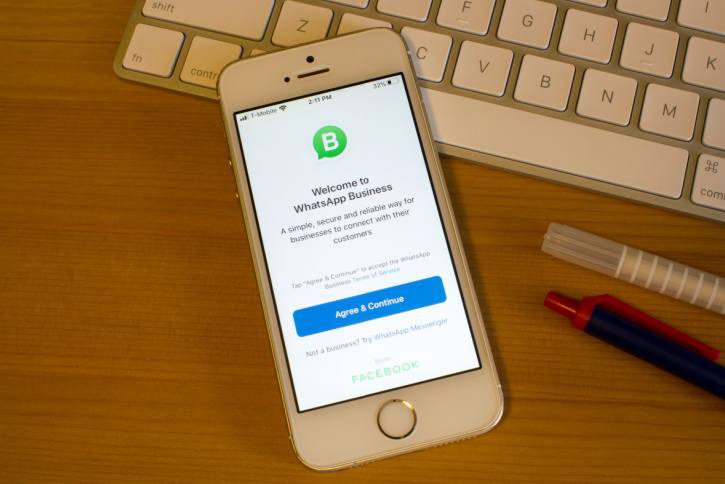 shift
F
G
H
J
K
I
Z
C
V
B
N
M
fn
contr
⌘
com
T-Mobile
2:11 PM
32%
B
Welcome to
WhatsApp Business
A simple, secure and reliable way for
businesses to connect with their
customers
Tap "Agree & Continue" to accept the WhatsApp
Business Terms of Service
Agree & Continue
Not a business? Try WhatsApp Messenger
from
FACEBOOK